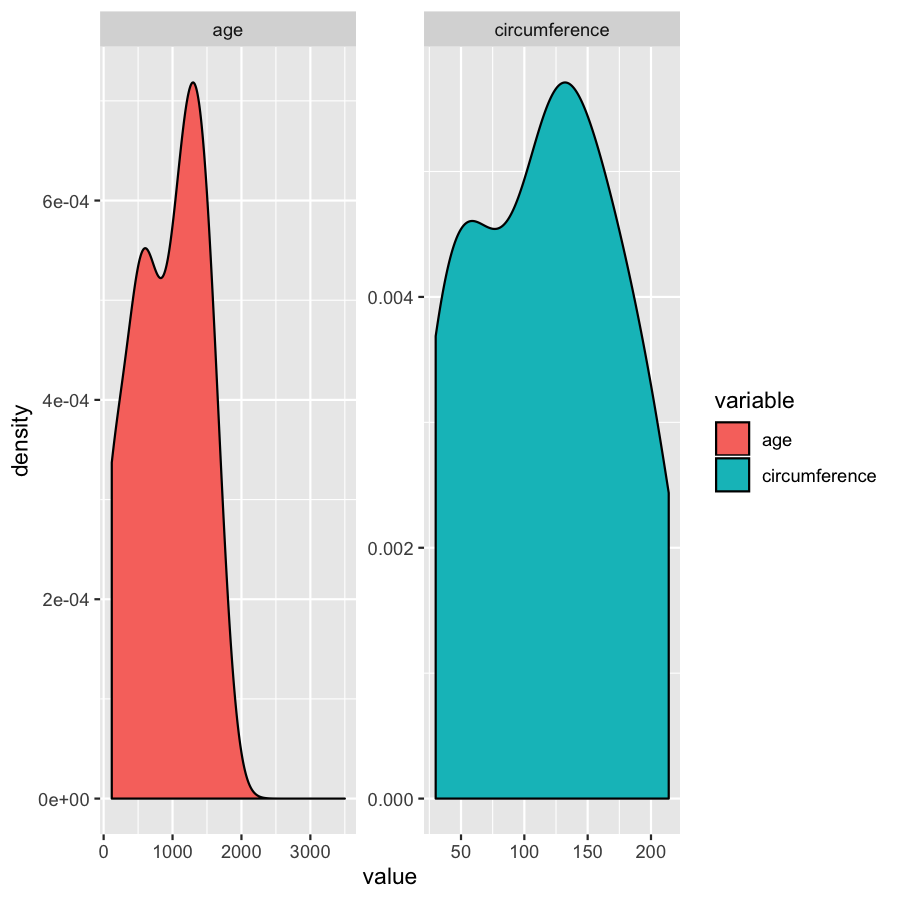 age
circumference
density
6e-04
4e-04
2e-04
0e+00
0.004
0.002
0.000
0 1000 2000 3000
50 100 150 200
value
variable
age
circumference